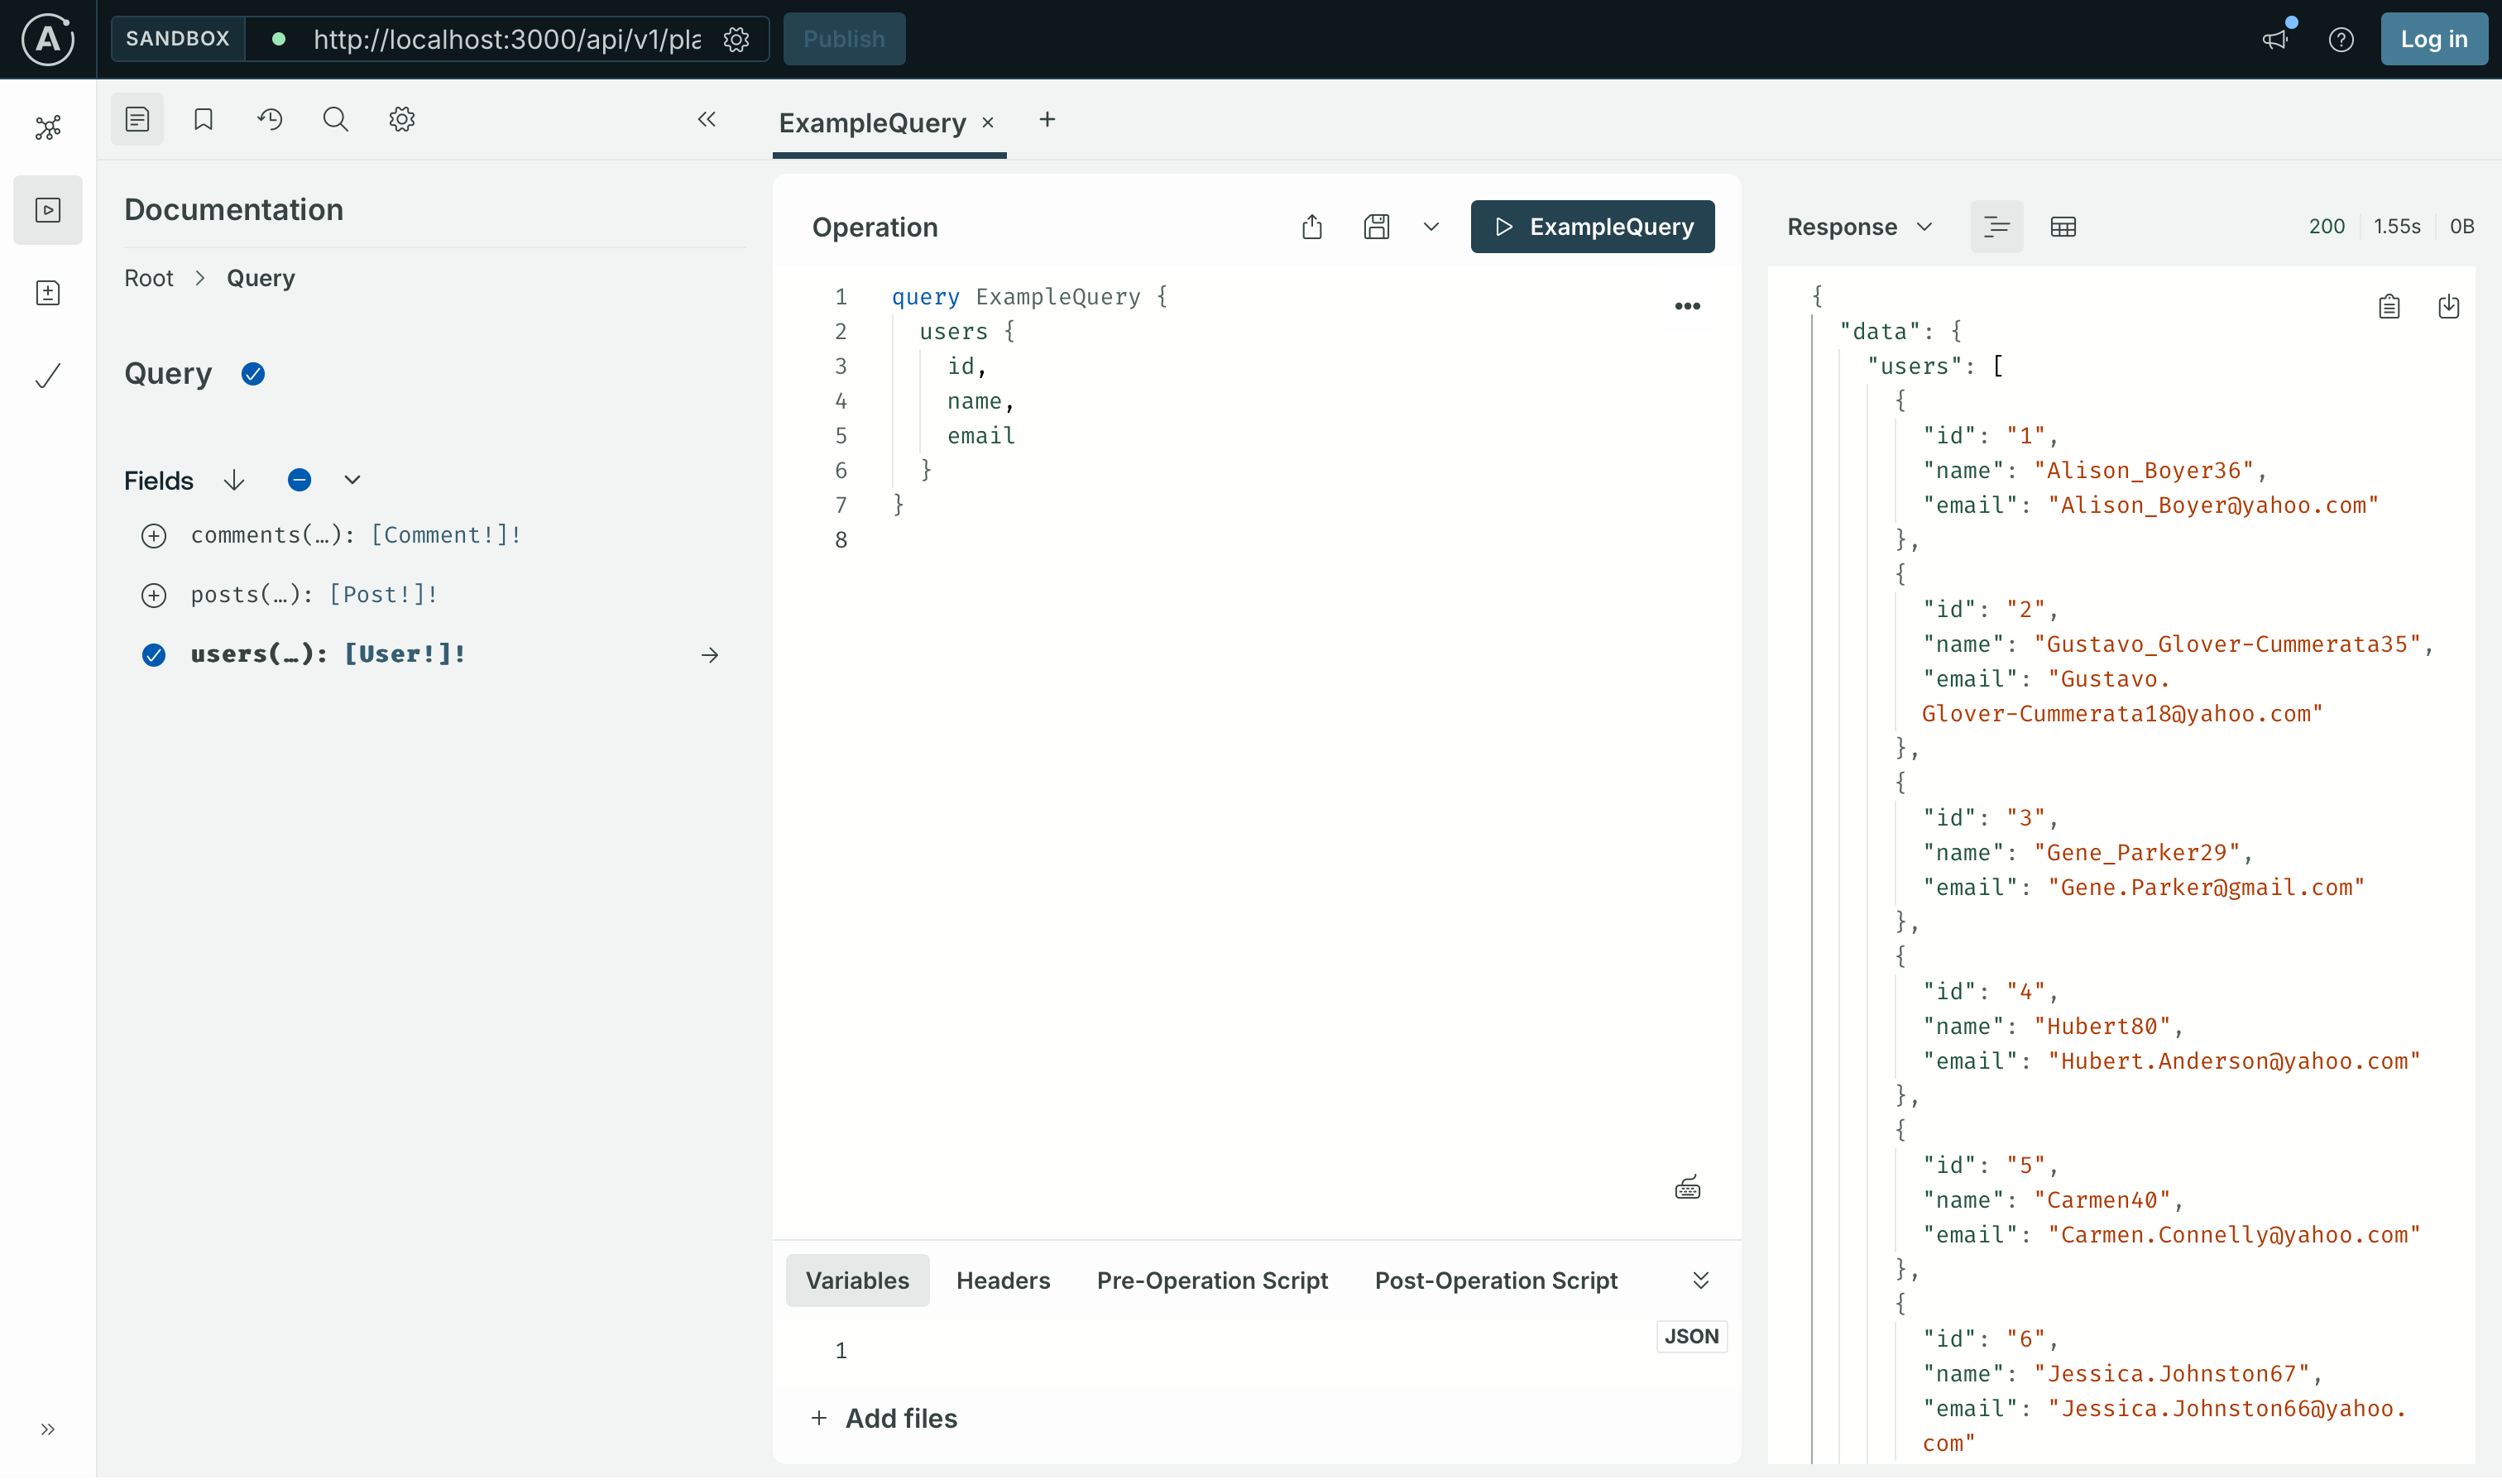 SANDBOX
http://localhost:3000/api/v1/pla
Publish
Log in
Documentation
Root > Query
Query
Fields
comments(…): [Comment!]!
posts(…): [Post!]!
users(…): [User!]!
ExampleQuery
Operation
ExampleQuery
1 query ExampleQuery {
2 users {
3 id,
4 name,
5 email
6 }
7 }
8
Variables Headers Pre-Operation Script Post-Operation Script
1
JSON
+ Add files
Response
200 1.55s 0B
{
"data": {
"users": [
{
"id": "1",
"name": "Alison_Boyer36",
"email": "Alison_Boyer@yahoo.com"
},
{
"id": "2",
"name": "Gustavo_Glover-Cummerata35",
"email": "Gustavo.
Glover-Cummerata18@yahoo.com"
},
{
"id": "3",
"name": "Gene_Parker29",
"email": "Gene.Parker@gmail.com"
},
{
"id": "4",
"name": "Hubert80",
"email": "Hubert.Anderson@yahoo.com"
},
{
"id": "5",
"name": "Carmen40",
"email": "Carmen.Connelly@yahoo.com"
},
{
"id": "6",
"name": "Jessica.Johnston67",
"email": "Jessica.Johnston66@yahoo.
com"